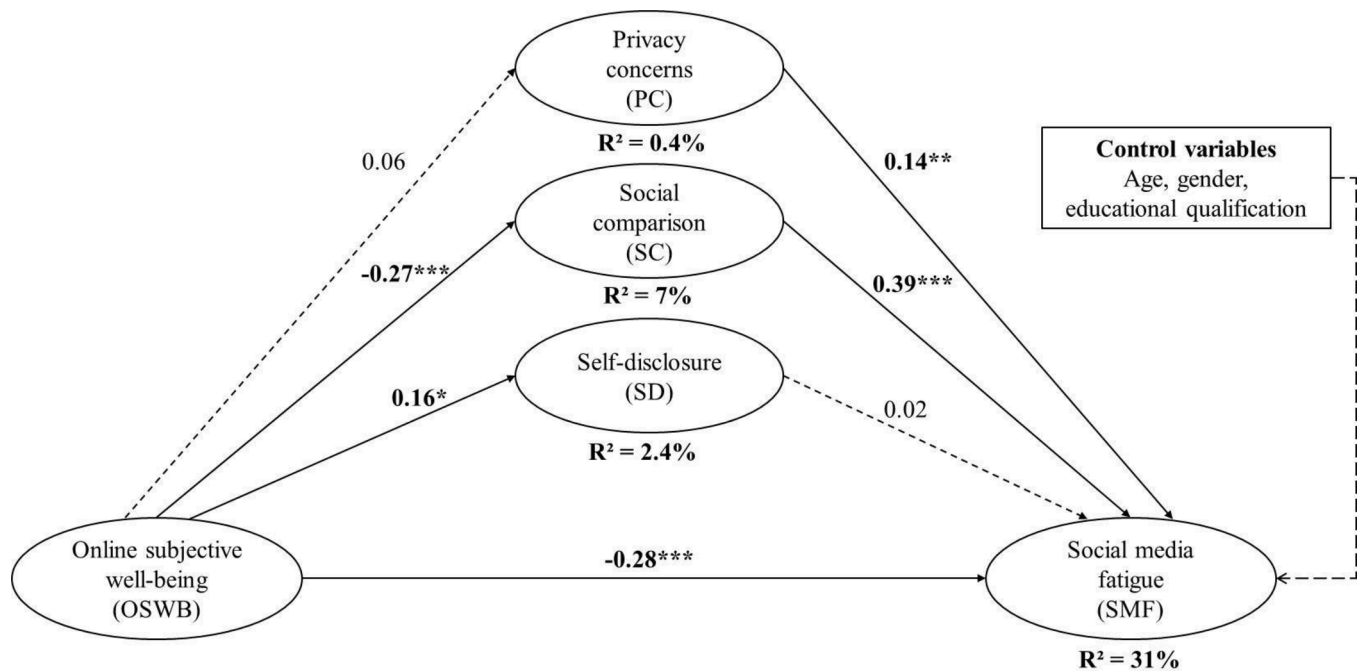 Privacy
concerns
(PC)
R² = 0.4%
0.06
0.14**
Control variables
Age, gender,
educational qualification
Social
comparison
(SC)
R² = 7%
-0.27***
0.39***
Self-disclosure
(SD)
R² = 2.4%
0.16*
0.02
Online subjective
well-being
(OSWB)
-0.28***
Social media
fatigue
(SMF)
R² = 31%